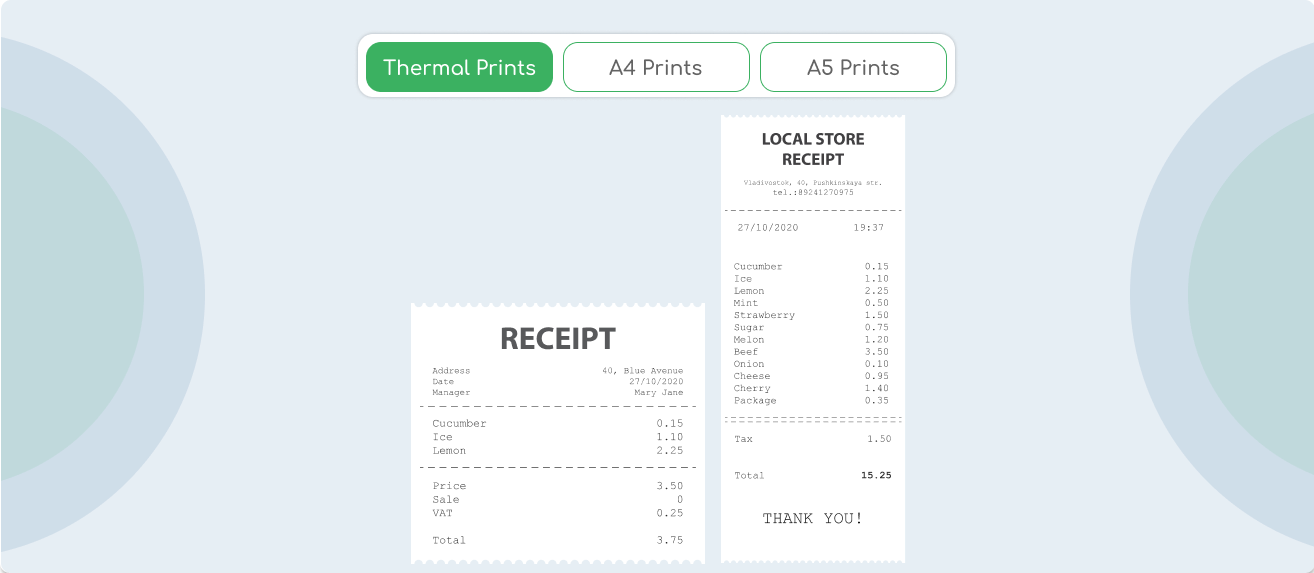 Thermal Prints A4 Prints A5 Prints
RECEIPT
Address 40, Blue Avenue
Date 27/10/2020
Manager Mary Jane
Cucumber 0.15
Ice 1.10
Lemon 2.25
Price 3.50
Sale 0
VAT 0.25
Total 3.75
LOCAL STORE
RECEIPT
Vladivostok, 40, Pushkinskaya str.
tel.:89241270975
27/10/2020 19:37
Cucumber 0.15
Ice 1.10
Lemon 2.25
Mint 0.50
Strawberry 1.50
Sugar 0.75
Melon 1.20
Beef 3.50
Onion 0.10
Cheese 0.95
Cherry 1.40
Package 0.35
Tax 1.50
Total 15.25
THANK YOU!